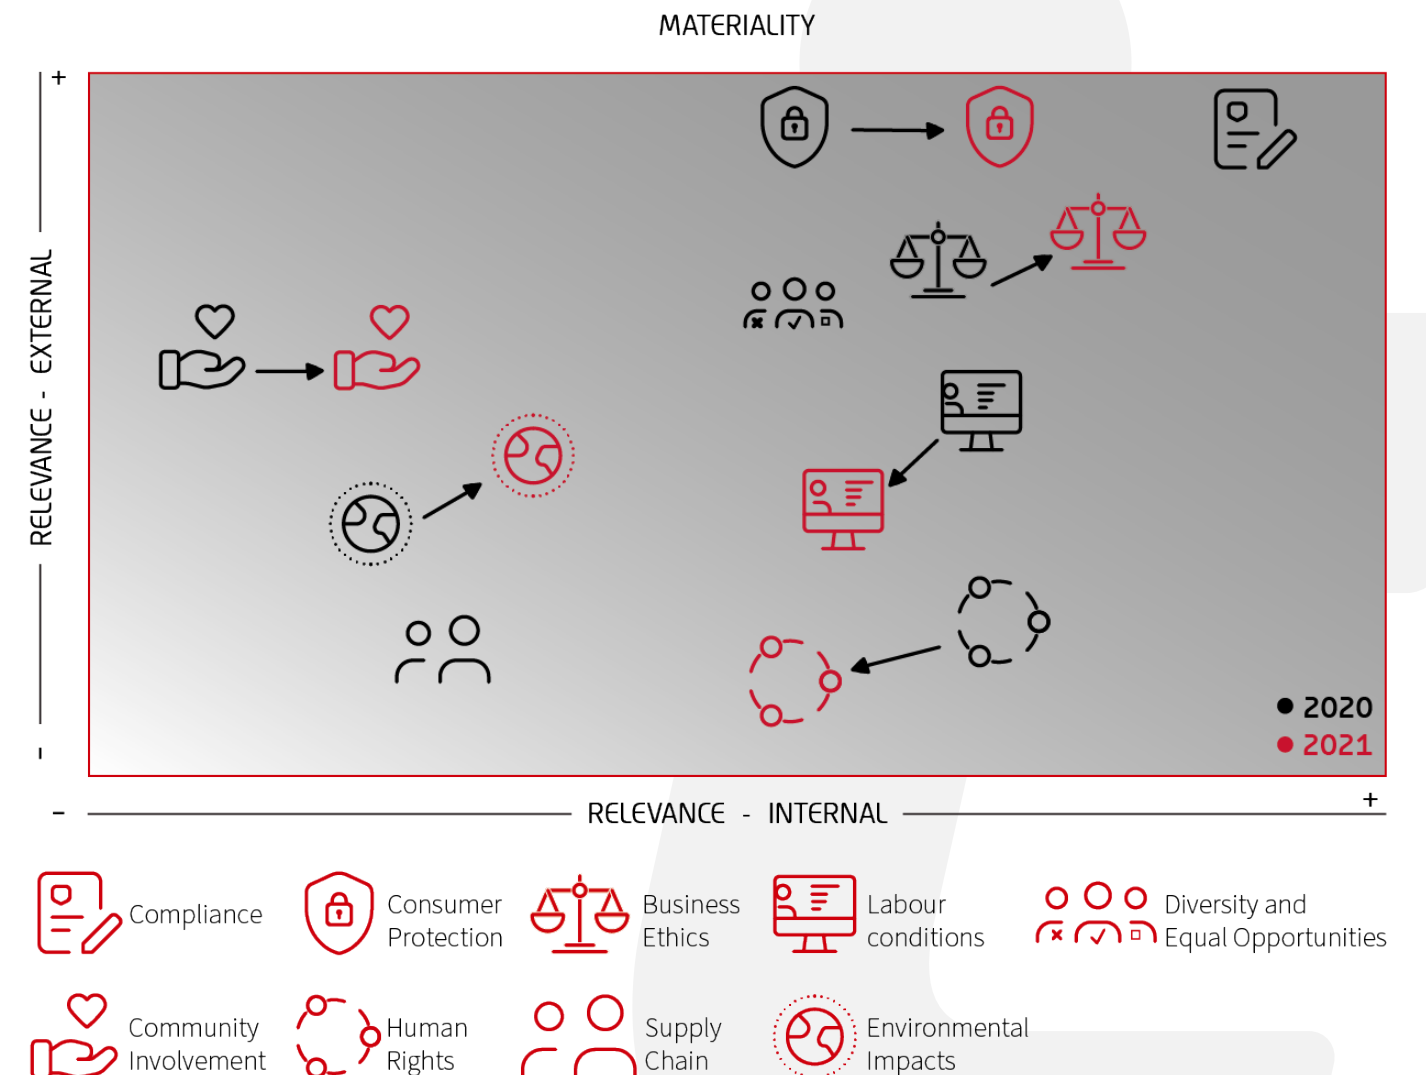 MATERIALITY
+
RELEVANCE - EXTERNAL
-
2020
2021
- RELEVANCE - INTERNAL +
Compliance
Consumer
Protection
Business
Ethics
Labour
conditions
Diversity and
Equal Opportunities
Community
Involvement
Human
Rights
Supply
Chain
Environmental
Impacts